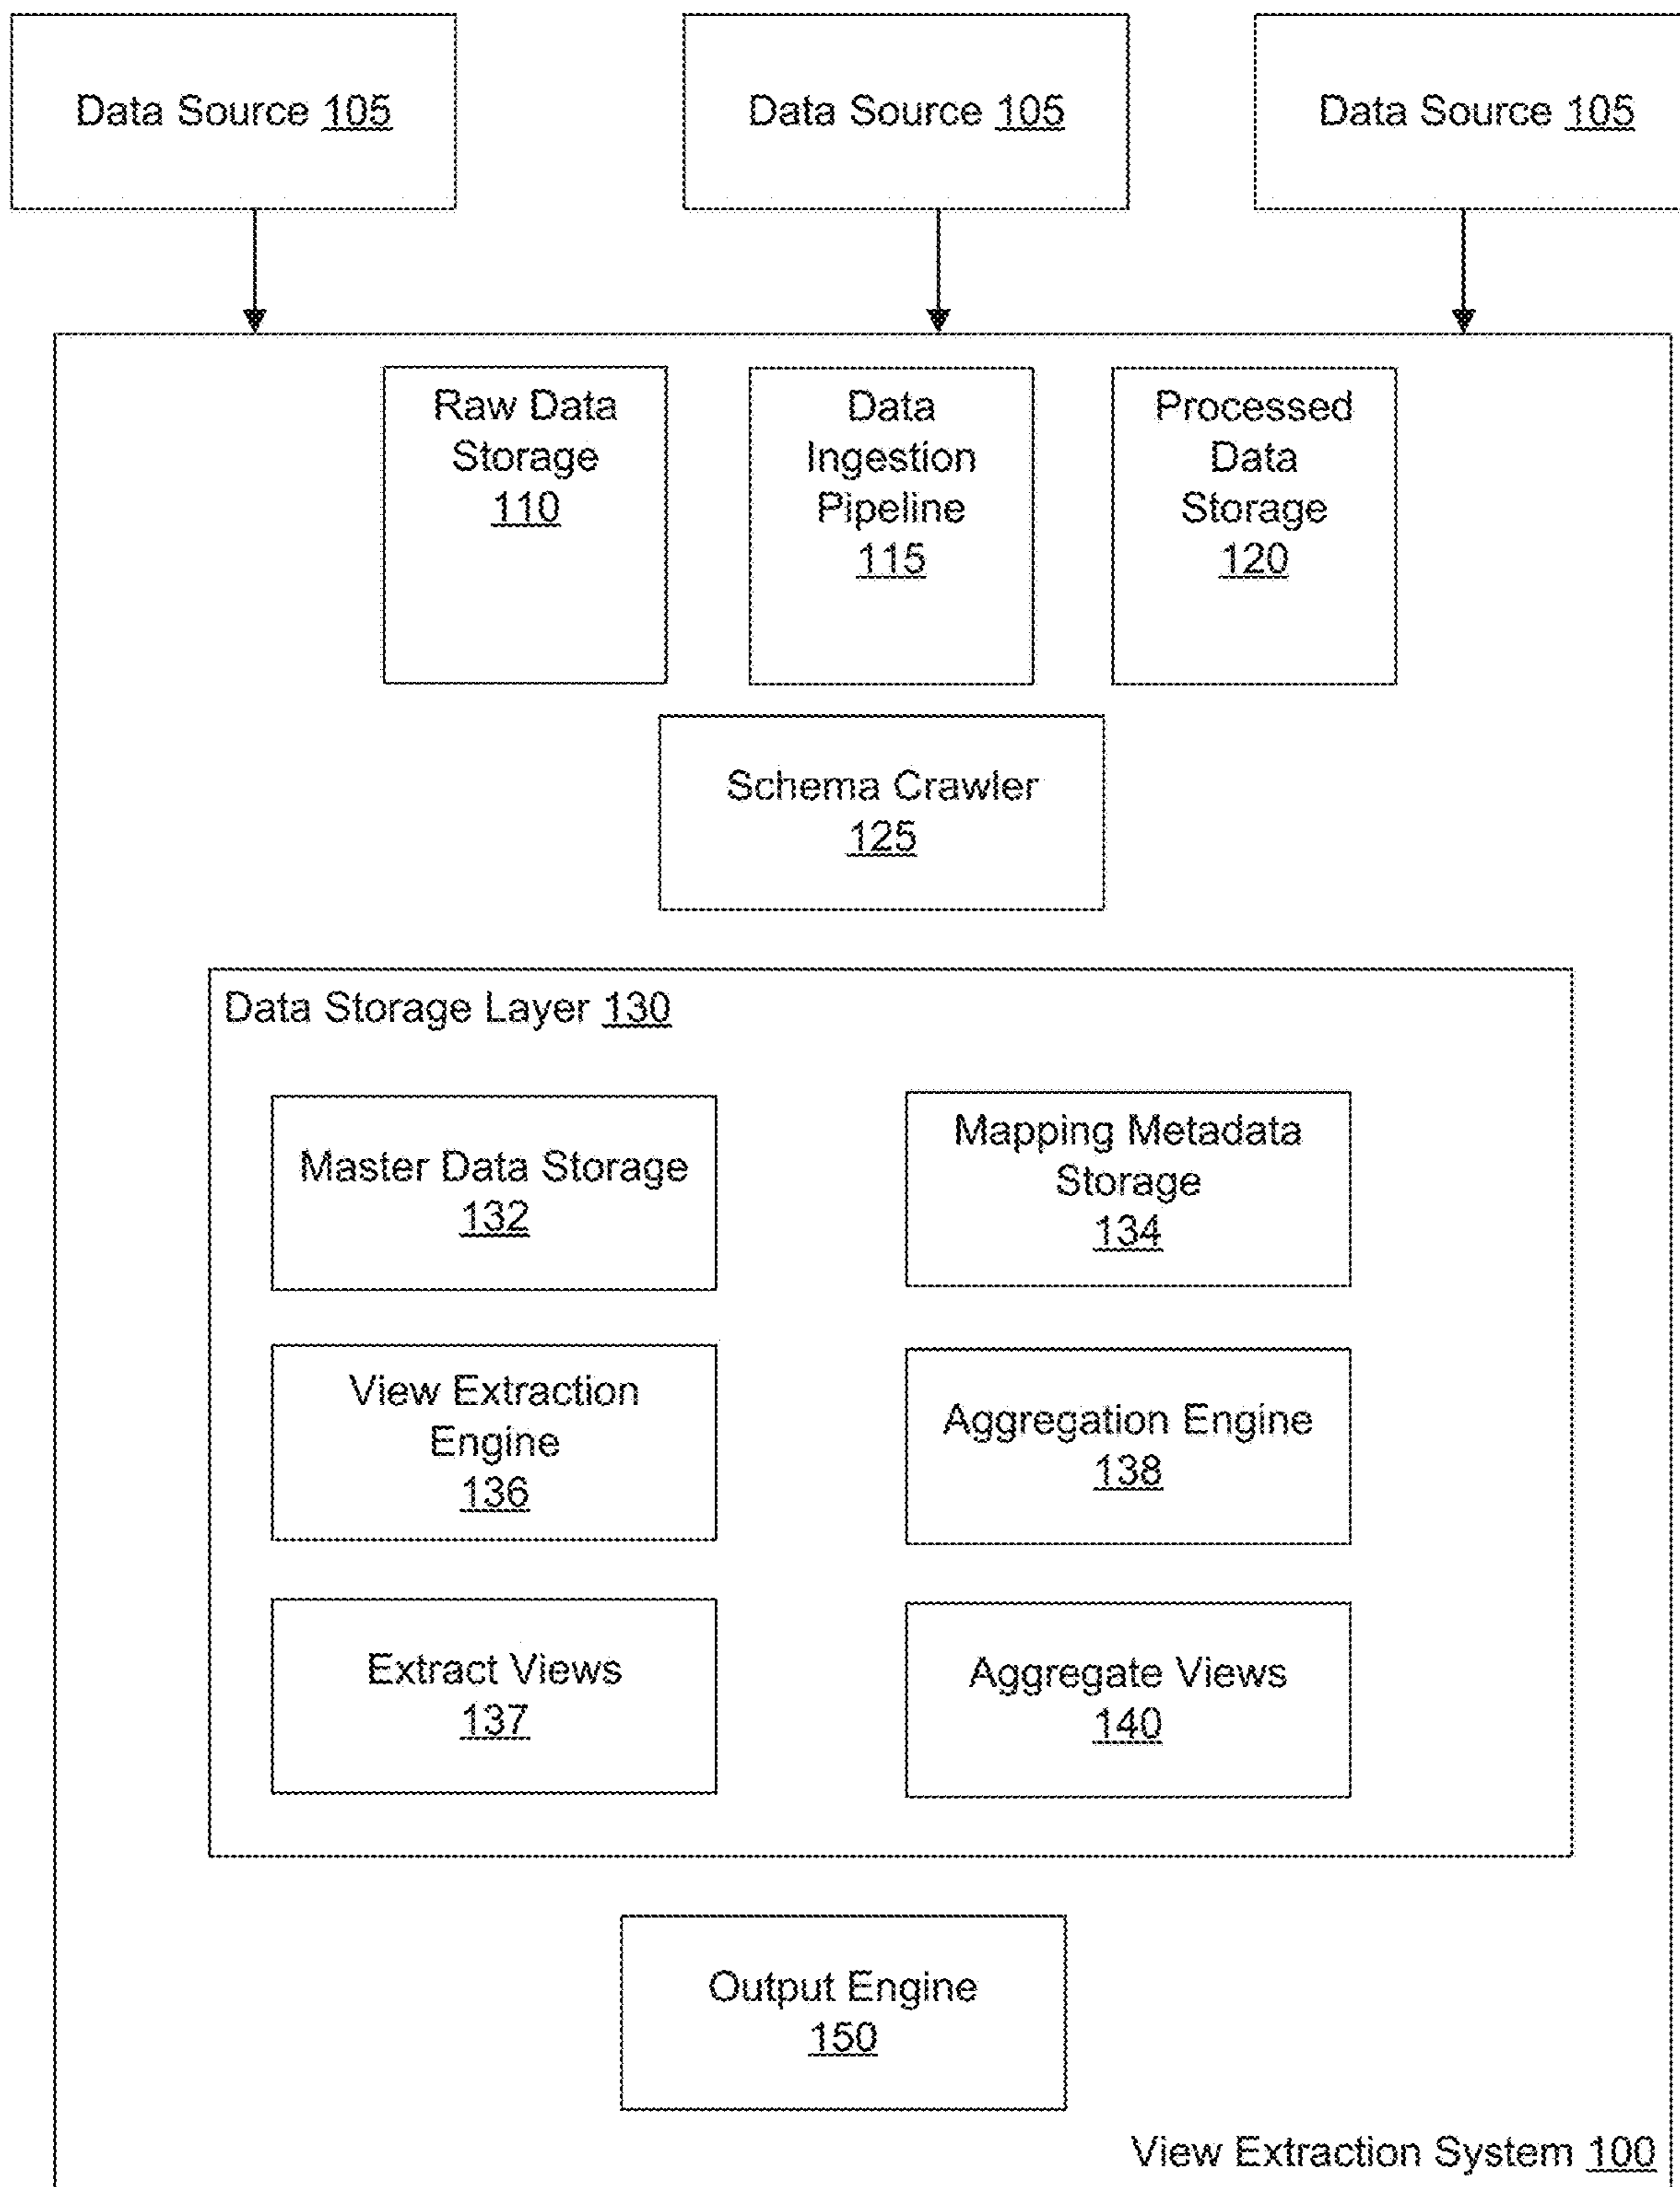 Data Source 105
Data Source 105
Data Source 105
Raw Data
Storage
110
Data
Ingestion
Pipeline
115
Processed
Data
Storage
120
Schema Crawler
125
Data Storage Layer 130
Master Data Storage
132
Mapping Metadata
Storage
134
View Extraction
Engine
136
Aggregation Engine
138
Extract Views
137
Aggregate Views
140
Output Engine
150
View Extraction System 100